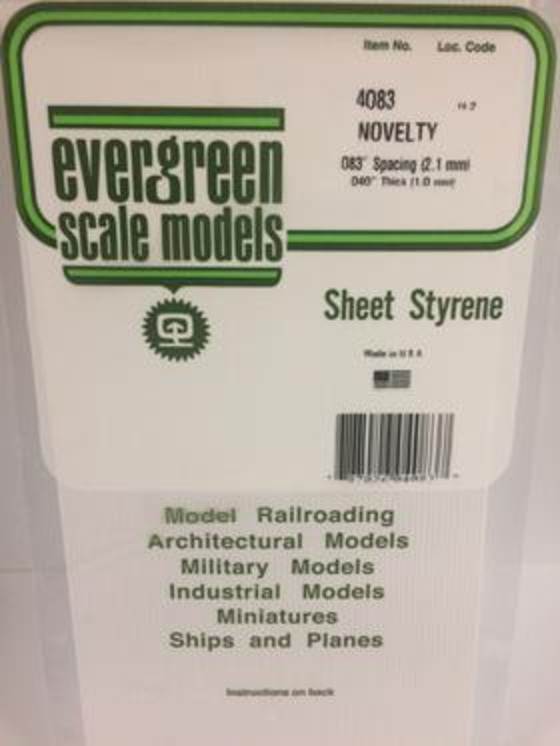 Item No. Loc. Code
4083
NOVELTY
.083" Spacing (2.1 mm)
.040" Thick (1.0 mm)
evergreen
scale models
Sheet Styrene
Made in U S A
Model Railroading
Architectural Models
Military Models
Industrial Models
Miniatures
Ships and Planes
Instructions on back